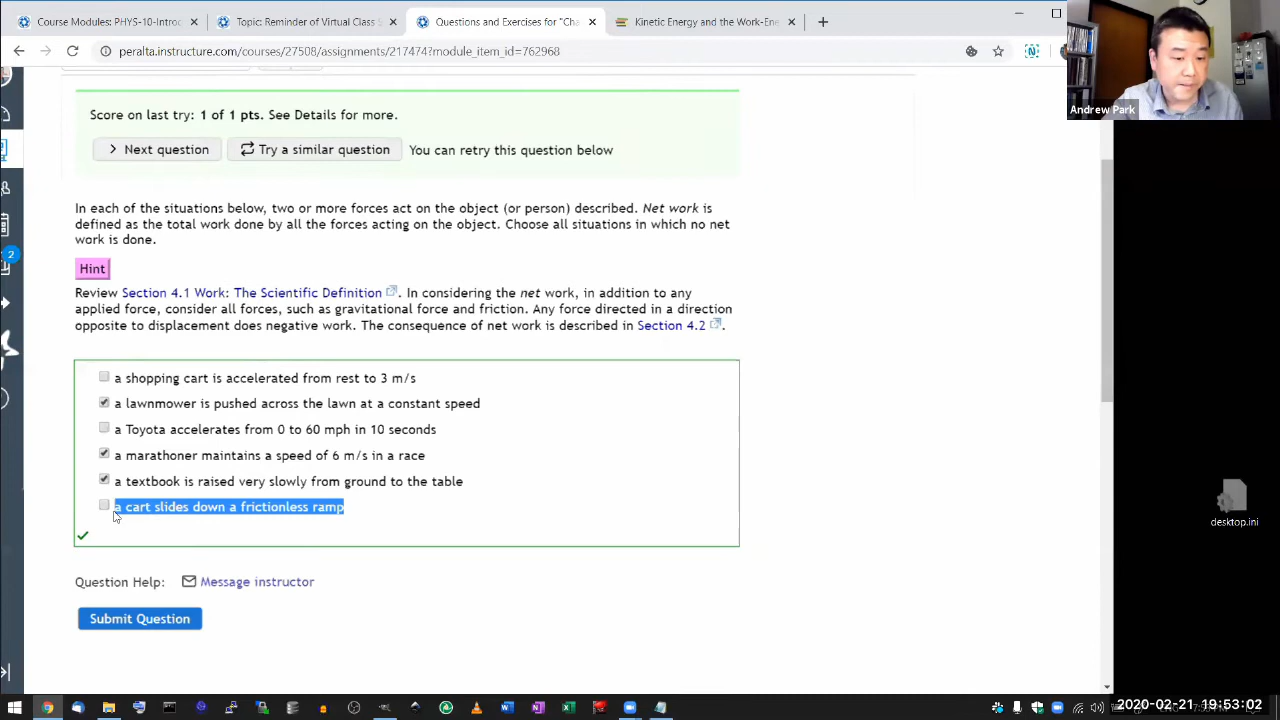 Course Modules: PHYS-10-Introd
Topic Reminder of Virtual Class S
Questions and Exercises for "Cha
Kinetic Energy and the Work-Ene
peralta.instructure.com/courses/27508/assignments/217474?module_item_id=762968
Andrew Park
Score on last try: 1 of 1 pts. See Details for more.
Next question
Try a similar question
You can retry this question below
In each of the situations below, two or more forces act on the object (or person) described. Net work is
defined as the total work done by all the forces acting on the object. Choose all situations in which no net
work is done.
Hint
Review Section 4.1 Work: The Scientific Definition. In considering the net work, in addition to any
applied force, consider all forces, such as gravitational force and friction. Any force directed in a direction
opposite to displacement does negative work. The consequence of net work is described in Section 4.2.
2
a shopping cart is accelerated from rest to 3 m/s
a lawnmower is pushed across the lawn at a constant speed
a Toyota accelerates from 0 to 60 mph in 10 seconds
a marathoner maintains a speed of 6 m/s in a race
a textbook is raised very slowly from ground to the table
a cart slides down a frictionless ramp
desktop.ini
Question Help:
Message instructor
Submit Question
2020-02-21 19:53:02